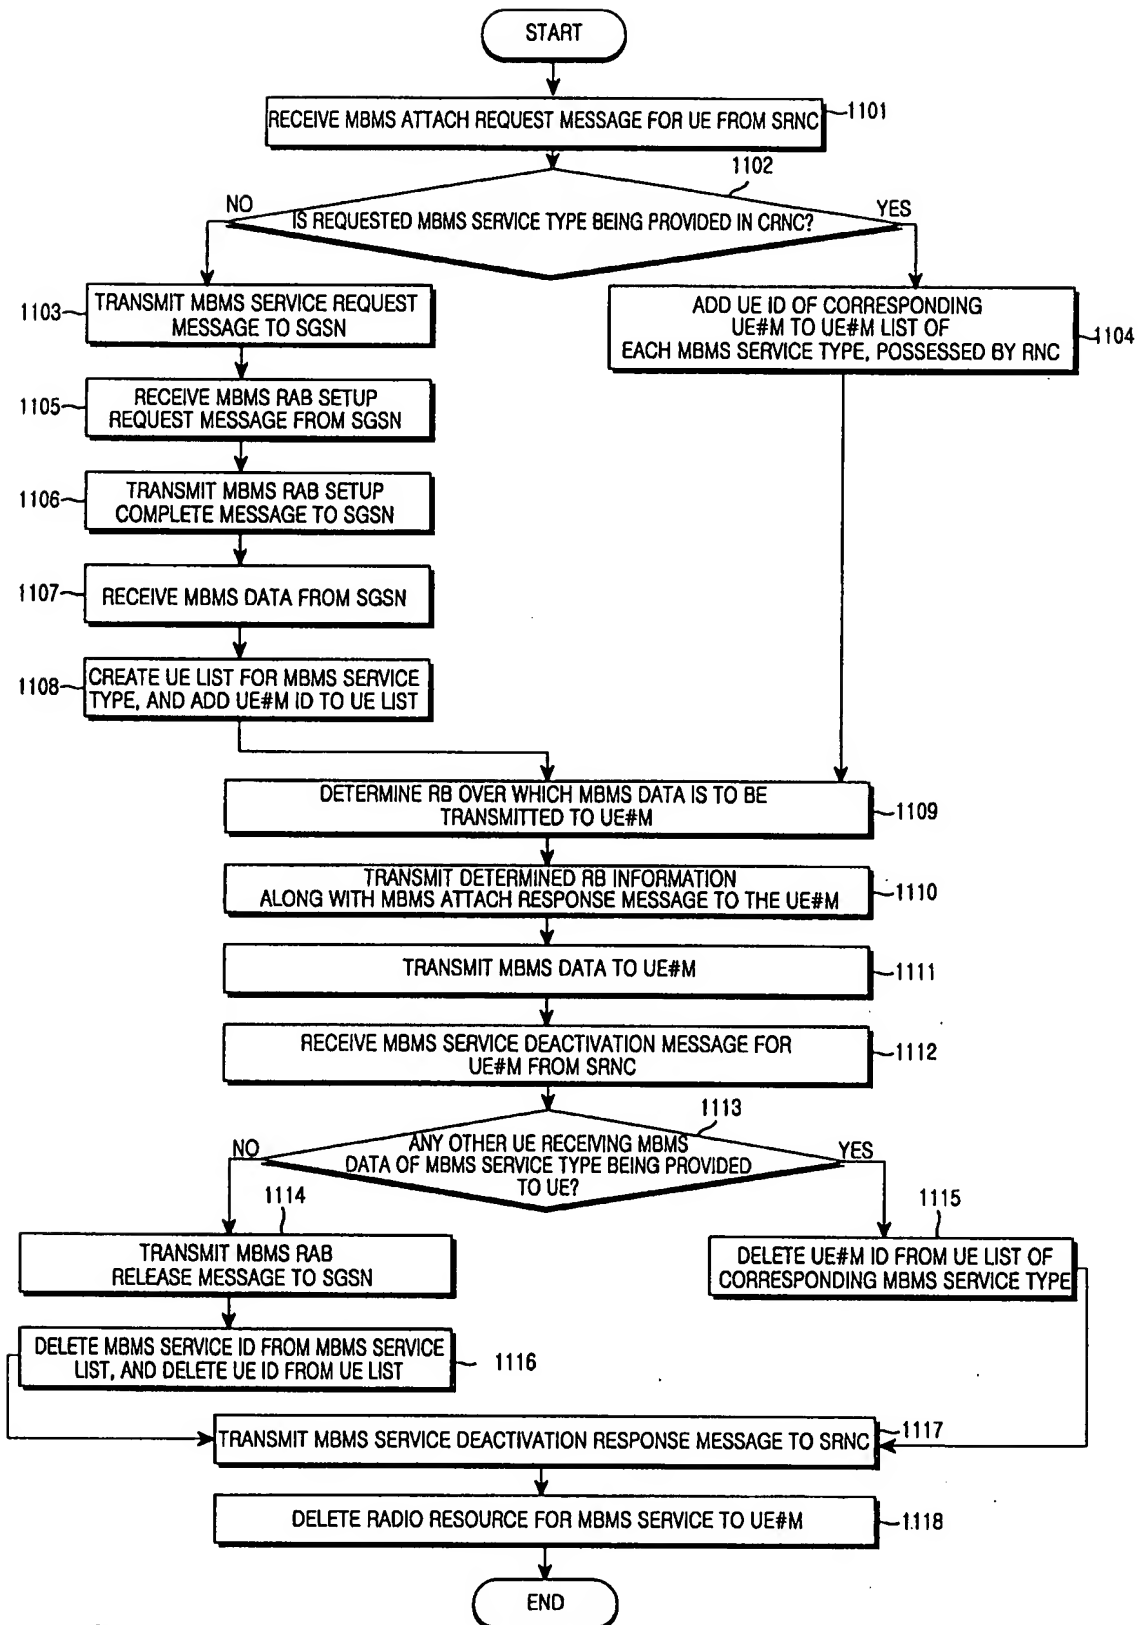 START
RECEIVE MBMS ATTACH REQUEST MESSAGE FOR UE FROM SRNC
1101
1102
NO
IS REQUESTED MBMS SERVICE TYPE BEING PROVIDED IN CRNC?
YES
1103
TRANSMIT MBMS SERVICE REQUEST
MESSAGE TO SGSN
ADD UE ID OF CORRESPONDING
UE#M TO UE#M LIST OF
EACH MBMS SERVICE TYPE, POSSESSED BY RNC
1104
1105
RECEIVE MBMS RAB SETUP
REQUEST MESSAGE FROM SGSN
1106
TRANSMIT MBMS RAB SETUP
COMPLETE MESSAGE TO SGSN
1107
RECEIVE MBMS DATA FROM SGSN
1108
CREATE UE LIST FOR MBMS SERVICE
TYPE, AND ADD UE#M ID TO UE LIST
DETERMINE RB OVER WHICH MBMS DATA IS TO BE
TRANSMITTED TO UE#M
1109
TRANSMIT DETERMINED RB INFORMATION
ALONG WITH MBMS ATTACH RESPONSE MESSAGE TO THE UE#M
1110
TRANSMIT MBMS DATA TO UE#M
1111
RECEIVE MBMS SERVICE DEACTIVATION MESSAGE FOR
UE#M FROM SRNC
1112
1113
NO
ANY OTHER UE RECEIVING MBMS
DATA OF MBMS SERVICE TYPE BEING PROVIDED
TO UE?
YES
1114
TRANSMIT MBMS RAB
RELEASE MESSAGE TO SGSN
1115
DELETE UE#M ID FROM UE LIST OF
CORRESPONDING MBMS SERVICE TYPE
DELETE MBMS SERVICE ID FROM MBMS SERVICE
LIST, AND DELETE UE ID FROM UE LIST
1116
TRANSMIT MBMS SERVICE DEACTIVATION RESPONSE MESSAGE TO SRNC
1117
DELETE RADIO RESOURCE FOR MBMS SERVICE TO UE#M
1118
END